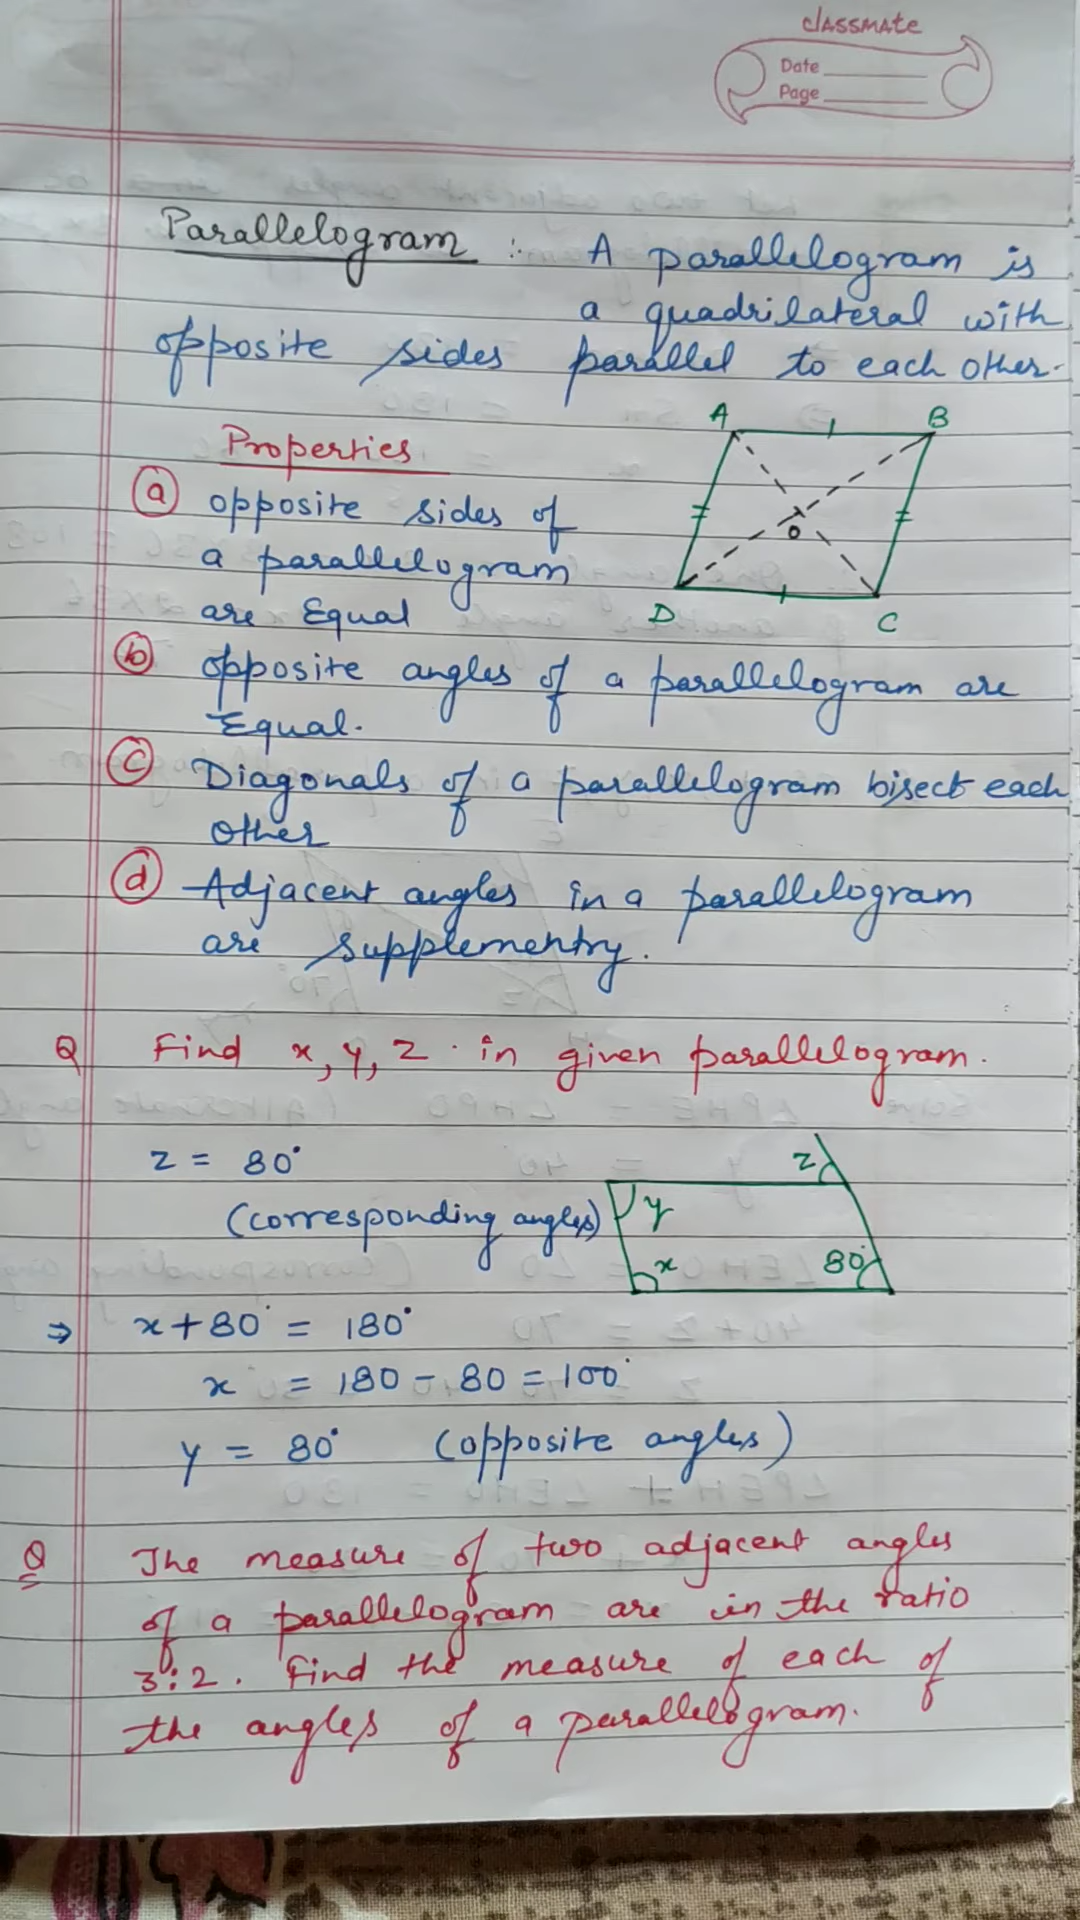 classmate
Date
Page
Parallelogram :- A parallelogram is
a quadrilateral with
opposite sides parallel to each other.
Properties
A B
(a) opposite sides of
a parallelogram
are Equal
O
D C
(b) opposite angles of a parallelogram are
Equal.
(c) Diagonals of a parallelogram bisect each
other
(d) Adjacent angles in a parallelogram
are supplementry.
Q Find x, y, z. in given parallelogram.
z = 80°
z
(corresponding angles)
y
x 80°
⇒ x + 80° = 180°
x = 180 - 80 = 100°
y = 80° (opposite angles)
Q The measure of two adjacent angles
of a parallelogram are in the ratio
3:2. Find the measure of each of
the angles of a parallelogram.